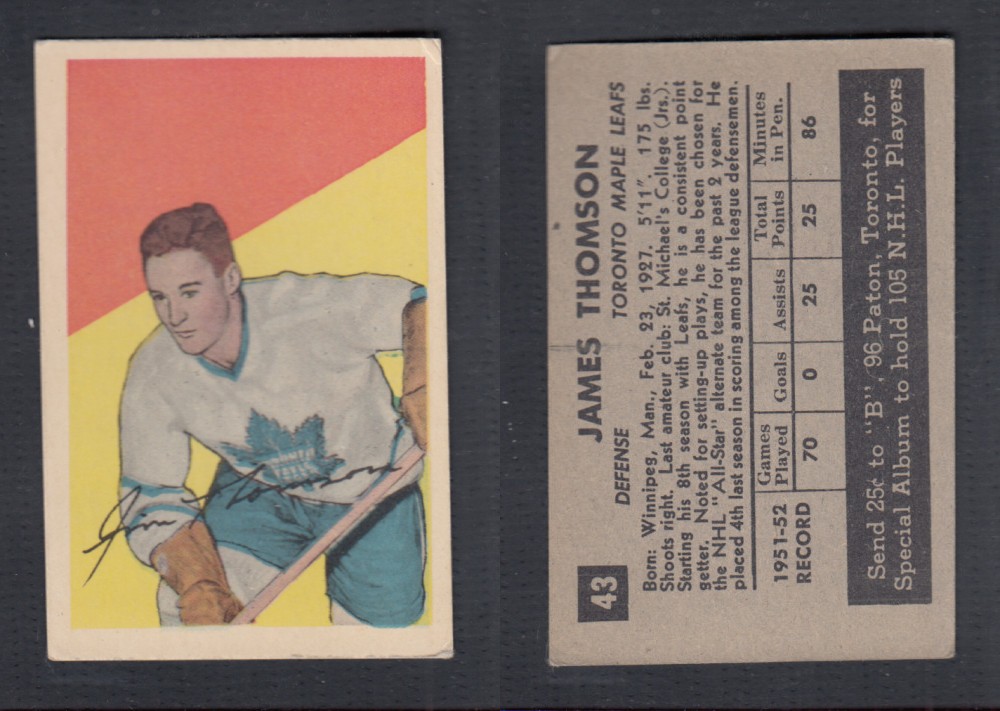 Jim Thomson
43
JAMES THOMSON
DEFENSE TORONTO MAPLE LEAFS
Born: Winnipeg, Man., Feb. 23, 1927. 5'11". 175 lbs.
Shoots right. Last amateur club: St. Michael's College (Jrs.).
Starting his 8th season with Leafs, he is a consistent point
getter. Noted for setting-up plays, he has been chosen for
the NHL "All-Star" alternate team for the past 2 years. He
placed 4th last season in scoring among the league defensemen.
1951-52 RECORD
Games Played Goals Assists Total Points Minutes in Pen.
70 0 25 25 86
Send 25¢ to "B", 96 Paton, Toronto, for
Special Album to hold 105 N.H.L. Players